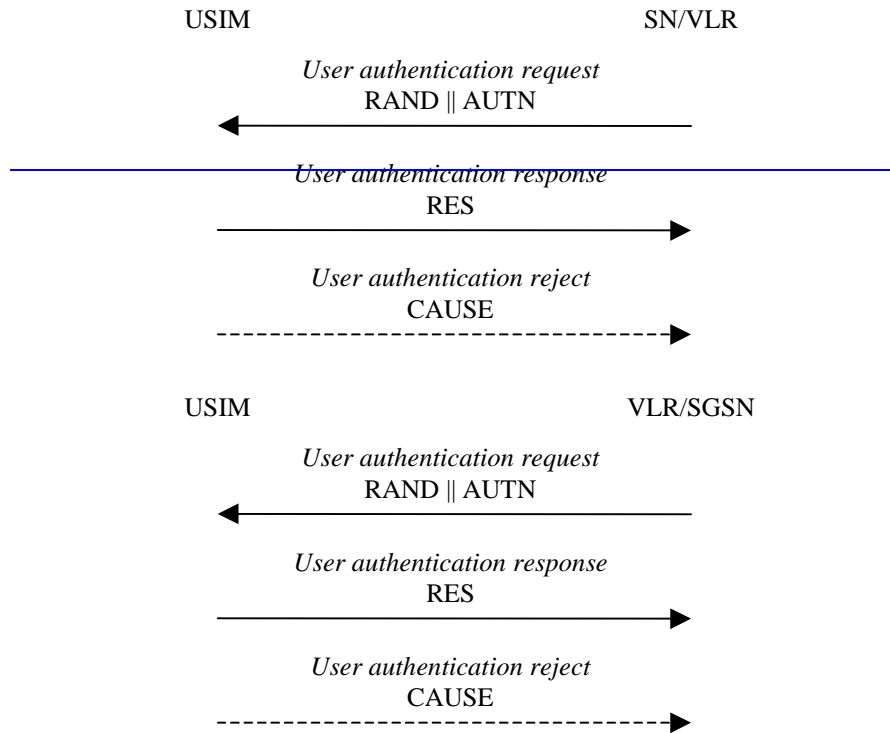 USIM SN/VLR
User authentication request
RAND || AUTN
User authentication response
RES
User authentication reject
CAUSE
USIM VLR/SGSN
User authentication request
RAND || AUTN
User authentication response
RES
User authentication reject
CAUSE